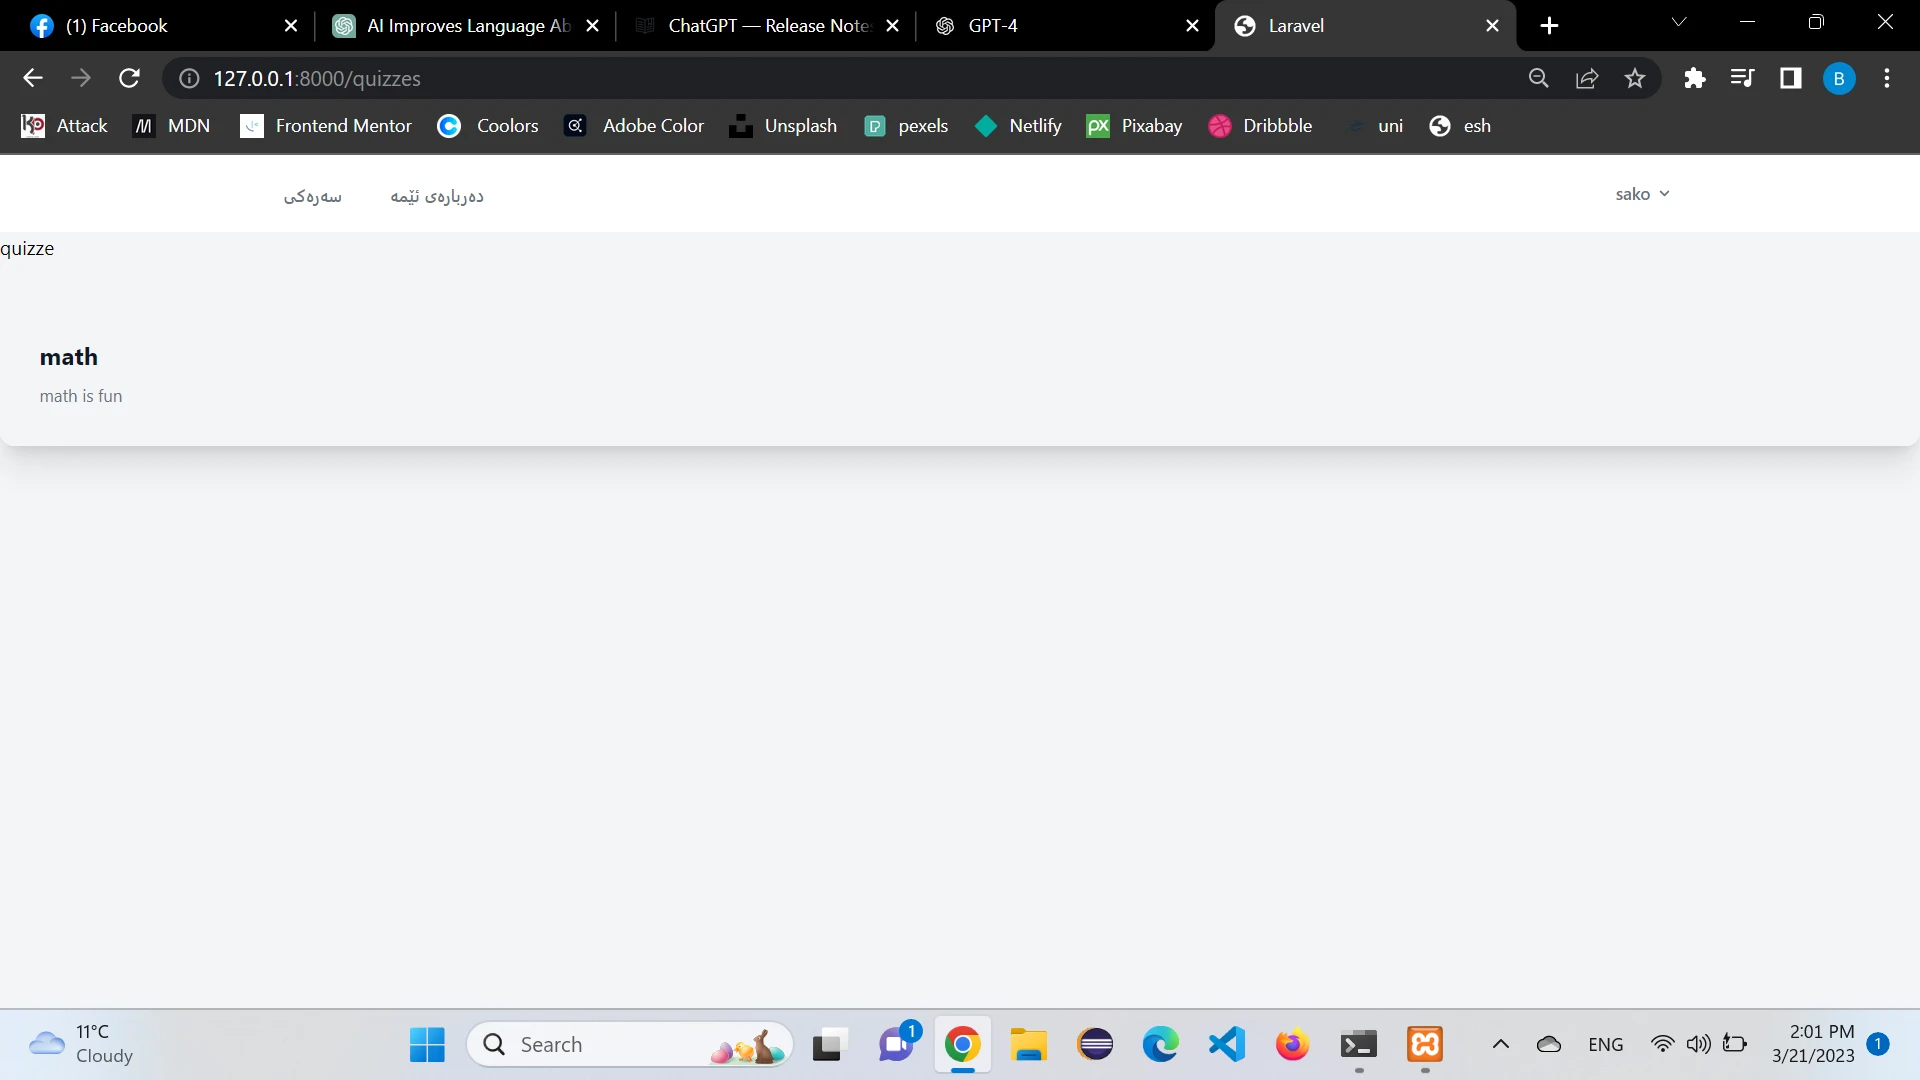 (1) Facebook
AI Improves Language Ab
ChatGPT — Release Note
GPT-4
Laravel
127.0.0.1:8000/quizzes
B
Attack
MDN
Frontend Mentor
Coolors
Adobe Color
Unsplash
pexels
Netlify
Pixabay
Dribbble
uni
esh
سەرەکی
دەربارەی ئێمە
sako
quizze
math
math is fun
11°C
Cloudy
Search
1
ENG
2:01 PM
3/21/2023
1